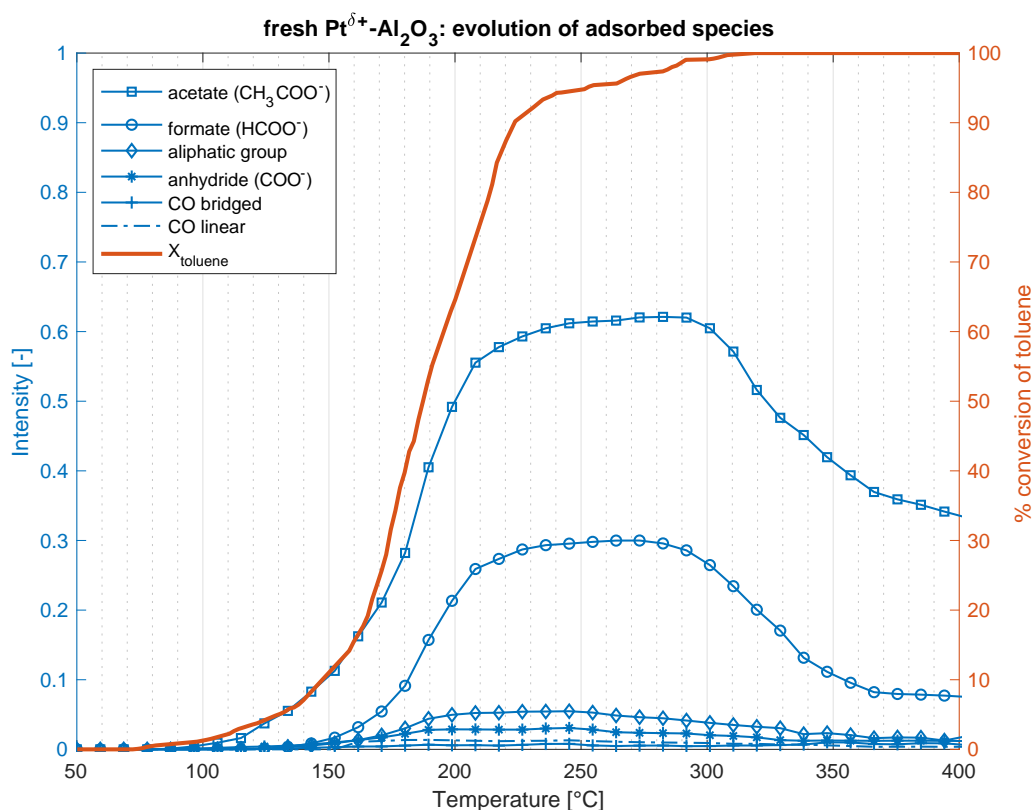 fresh Pt^δ+-Al₂O₃: evolution of adsorbed species
acetate (CH₃COO⁻)
formate (HCOO⁻)
aliphatic group
anhydride (COO⁻)
CO bridged
CO linear
X_toluene
Intensity [-]
1
0.9
0.8
0.7
0.6
0.5
0.4
0.3
0.2
0.1
0
50 100 150 200 250 300 350 400
Temperature [°C]
100
90
80
70
60
50
40
30
20
10
0
% conversion of toluene